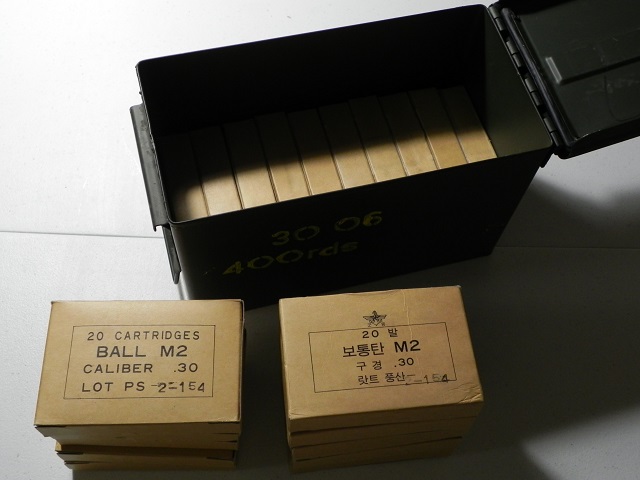 30 06
400rds
20 CARTRIDGES
BALL M2
CALIBER .30
LOT PS 2-154
20 발
보통탄 M2
구경 .30
랏트 풍산 -154